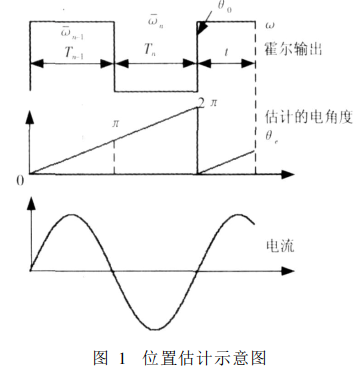 θ₀
ω̄ₙ₋₁ ω̄ₙ ω
Tₙ₋₁ Tₙ t 霍尔输出
2π 估计的电角度
π θₑ
0
电流
图 1 位置估计示意图